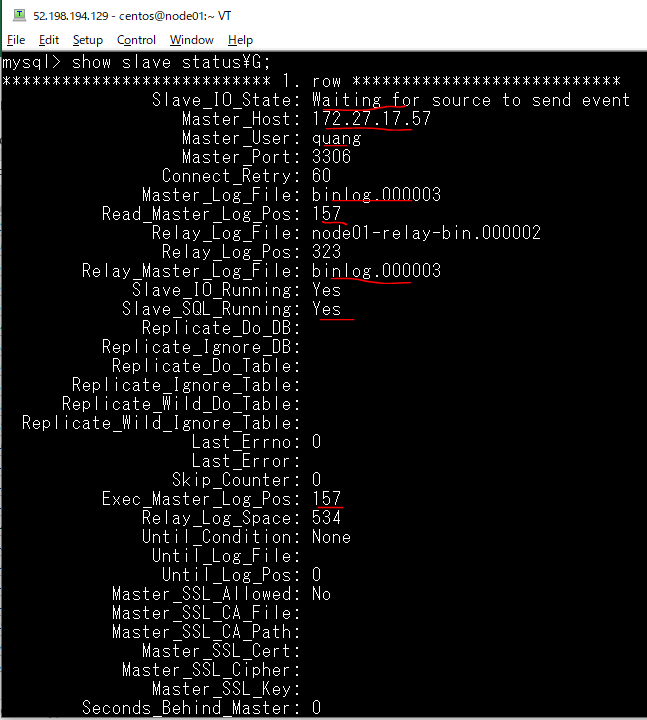 52.198.194.129 - centos@node01:~ VT
File Edit Setup Control Window Help
mysql> show slave status¥G;
*************************** 1. row ***************************
Slave_IO_State: Waiting for source to send event
Master_Host: 172.27.17.57
Master_User: quang
Master_Port: 3306
Connect_Retry: 60
Master_Log_File: binlog.000003
Read_Master_Log_Pos: 157
Relay_Log_File: node01-relay-bin.000002
Relay_Log_Pos: 323
Relay_Master_Log_File: binlog.000003
Slave_IO_Running: Yes
Slave_SQL_Running: Yes
Replicate_Do_DB:
Replicate_Ignore_DB:
Replicate_Do_Table:
Replicate_Ignore_Table:
Replicate_Wild_Do_Table:
Replicate_Wild_Ignore_Table:
Last_Errno: 0
Last_Error:
Skip_Counter: 0
Exec_Master_Log_Pos: 157
Relay_Log_Space: 534
Until_Condition: None
Until_Log_File:
Until_Log_Pos: 0
Master_SSL_Allowed: No
Master_SSL_CA_File:
Master_SSL_CA_Path:
Master_SSL_Cert:
Master_SSL_Cipher:
Master_SSL_Key:
Seconds_Behind_Master: 0